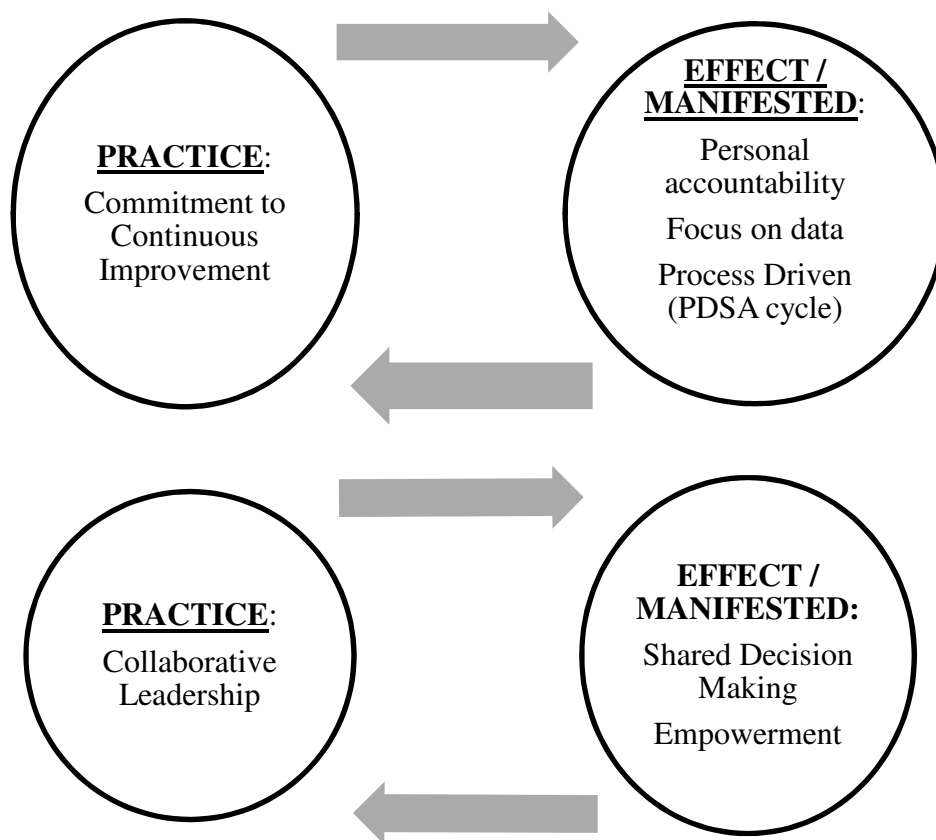 PRACTICE:
Commitment to
Continuous
Improvement
EFFECT /
MANIFESTED:
Personal
accountability
Focus on data
Process Driven
(PDSA cycle)
PRACTICE:
Collaborative
Leadership
EFFECT /
MANIFESTED:
Shared Decision
Making
Empowerment